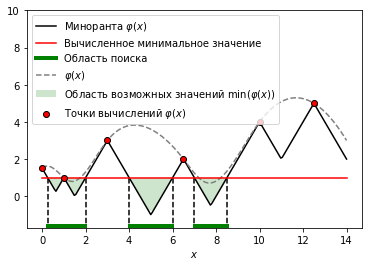 10
8
6
4
2
0
Миноранта φ(x)
Вычисленное минимальное значение
Область поиска
φ(x)
Область возможных значений min(φ(x))
Точки вычислений φ(x)
0 2 4 6 8 10 12 14
x